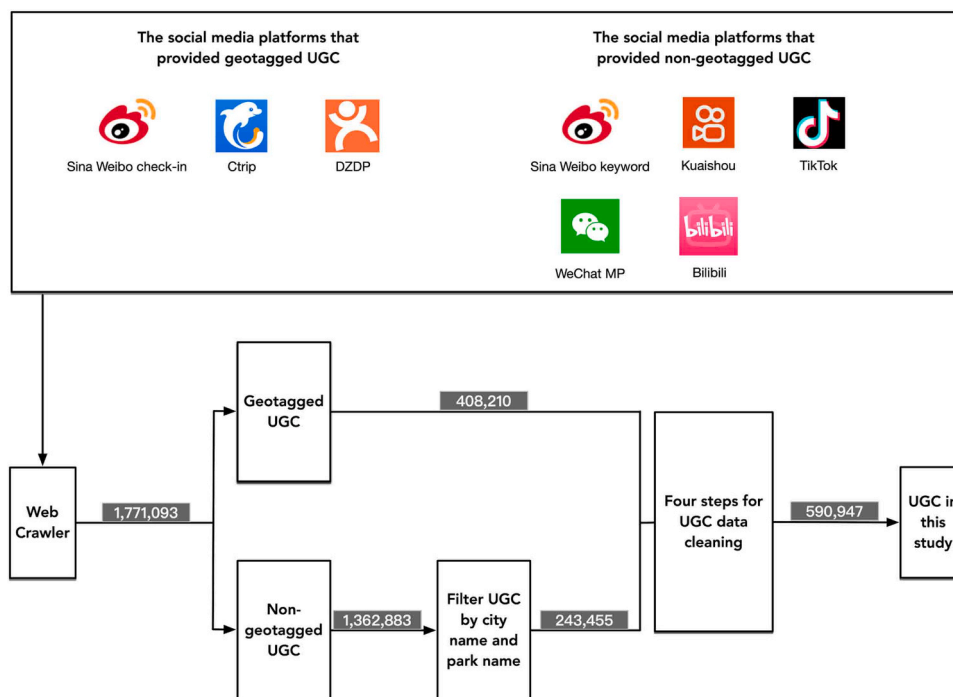 The social media platforms that
provided geotagged UGC
The social media platforms that
provided non-geotagged UGC
Sina Weibo check-in
Ctrip
DZDP
Sina Weibo keyword
Kuaishou
TikTok
WeChat MP
bilibili
Bilibili
Geotagged
UGC
408,210
Web
Crawler
1,771,093
Four steps for
UGC data
cleaning
590,947
UGC in
this
study
Non-
geotagged
UGC
1,362,883
Filter UGC
by city
name and
park name
243,455